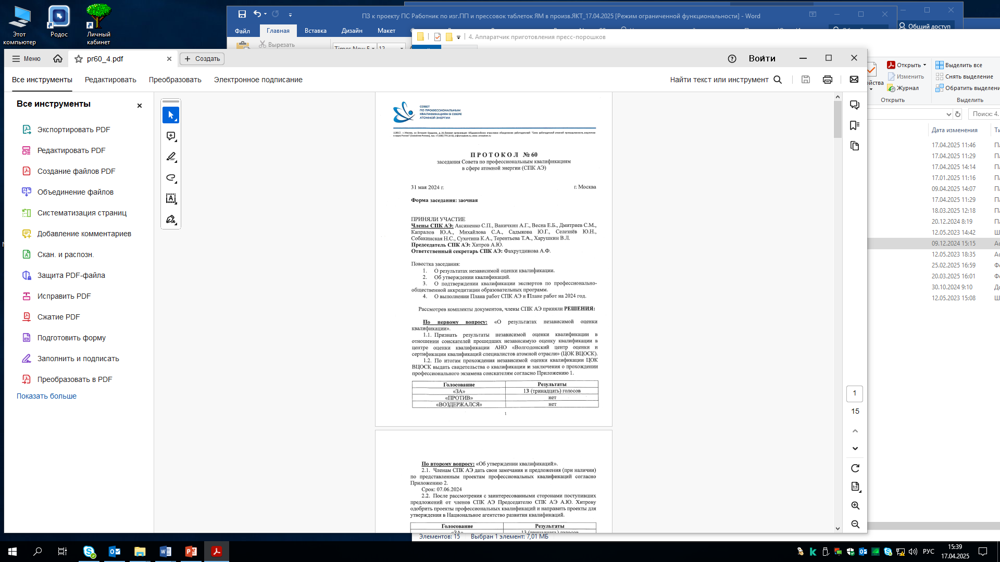 Этот компьютер
Родос
Личный кабинет
ПЗ к проекту ПС Работник по изг.ПП и прессовок таблеток ЯМ в произв.ЯКТ_17.04.2025 [Режим ограниченной функциональности] - Word
Общий доступ
Файл
Главная
Вставка
Дизайн
Макет
Вырезать
4. Аппаратчик приготовления пресс-порошков
Меню
pr60_4.pdf
Создать
Войти
Все инструменты
Редактировать
Преобразовать
Электронное подписание
Найти текст или инструмент
Все инструменты
Экспортировать PDF
Редактировать PDF
Создание файлов PDF
Объединение файлов
Систематизация страниц
Добавление комментариев
Скан. и распозн.
Защита PDF-файла
Исправить PDF
Сжатие PDF
Подготовить форму
Заполнить и подписать
Преобразовать в PDF
Показать больше
СОВЕТ
ПО ПРОФЕССИОНАЛЬНЫМ
КВАЛИФИКАЦИЯМ В СФЕРЕ
АТОМНОЙ ЭНЕРГИИ
119017, г. Москва, ул. Большая Ордынка, д. 24, базовая организация: Общероссийское отраслевое объединение работодателей "Союз работодателей атомной промышленности, энергетики
П Р О Т О К О Л № 60
заседания Совета по профессиональным квалификациям
в сфере атомной энергии (СПК АЭ)
31 мая 2024 г.
г. Москва
Форма заседания: заочная
ПРИНЯЛИ УЧАСТИЕ
Члены СПК АЭ: Аксиненко С.П., Ваничкин А.Г., Весна Е.Б., Дмитриев С.М.,
Капралов Ю.А., Михайлова С.А., Садыкова Ю.Г., Селезнёв Ю.Н.,
Собакинская Н.С., Сухотина К.А., Терентьева Т.А., Харушкин В.Л.
Председатель СПК АЭ: Хитров А.Ю.
Ответственный секретарь СПК АЭ: Фахрутдинова А.Ф.
Повестка заседания:
1. О результатах независимой оценки квалификации.
2. Об утверждении квалификаций.
3. О подтверждении квалификации экспертов по профессионально-
общественной аккредитации образовательных программ.
4. О выполнении Плана работ СПК АЭ и Плане работ на 2024 год.
Рассмотрев комплекты документов, члены СПК АЭ приняли РЕШЕНИЯ:
По первому вопросу: «О результатах независимой оценки
квалификации».
1.1. Признать результаты независимой оценки квалификации в
отношении соискателей прошедших независимую оценку квалификации в
центре оценки квалификации АНО «Волгодонский центр оценки и
сертификации квалификаций специалистов атомной отрасли» (ЦОК ВЦОСК).
1.2. По итогам прохождения независимой оценки квалификации ЦОК
ВЦОСК выдать свидетельства о квалификации и заключения о прохождении
профессионального экзамена соискателям согласно Приложению 1.
Голосование Результаты
«ЗА» 13 (тринадцать) голосов
«ПРОТИВ» нет
«ВОЗДЕРЖАЛСЯ» нет
1
По второму вопросу: «Об утверждении квалификаций».
2.1. Членам СПК АЭ дать свои замечания и предложения (при наличии)
по представленным проектам профессиональных квалификаций согласно
Приложению 2.
Срок: 07.06.2024
2.2. После рассмотрения с заинтересованными сторонами поступивших
предложений от членов СПК АЭ Председателю СПК АЭ А.Ю. Хитрову
одобрить проекты профессиональных квалификаций и направить проекты для
утверждения в Национальное агентство развития квалификаций.
Голосование Результаты
1
15
Элементов: 15 Выбран 1 элемент: 7,01 МБ
Открыть
Изменить
Журнал
Открыть
Выделить все
Снять выделение
Обратить выделени
Выделить
Поиск: 4.
Дата изменения
17.04.2025 11:46
17.04.2025 11:29
17.04.2025 14:14
17.01.2025 11:16
09.04.2025 14:07
17.04.2025 11:29
18.03.2025 12:18
20.12.2024 8:19
12.05.2023 14:42
09.12.2024 15:15
12.05.2023 18:35
25.02.2025 16:59
20.03.2025 16:01
30.10.2024 9:10
12.05.2023 15:08
РУС
15:39
17.04.2025